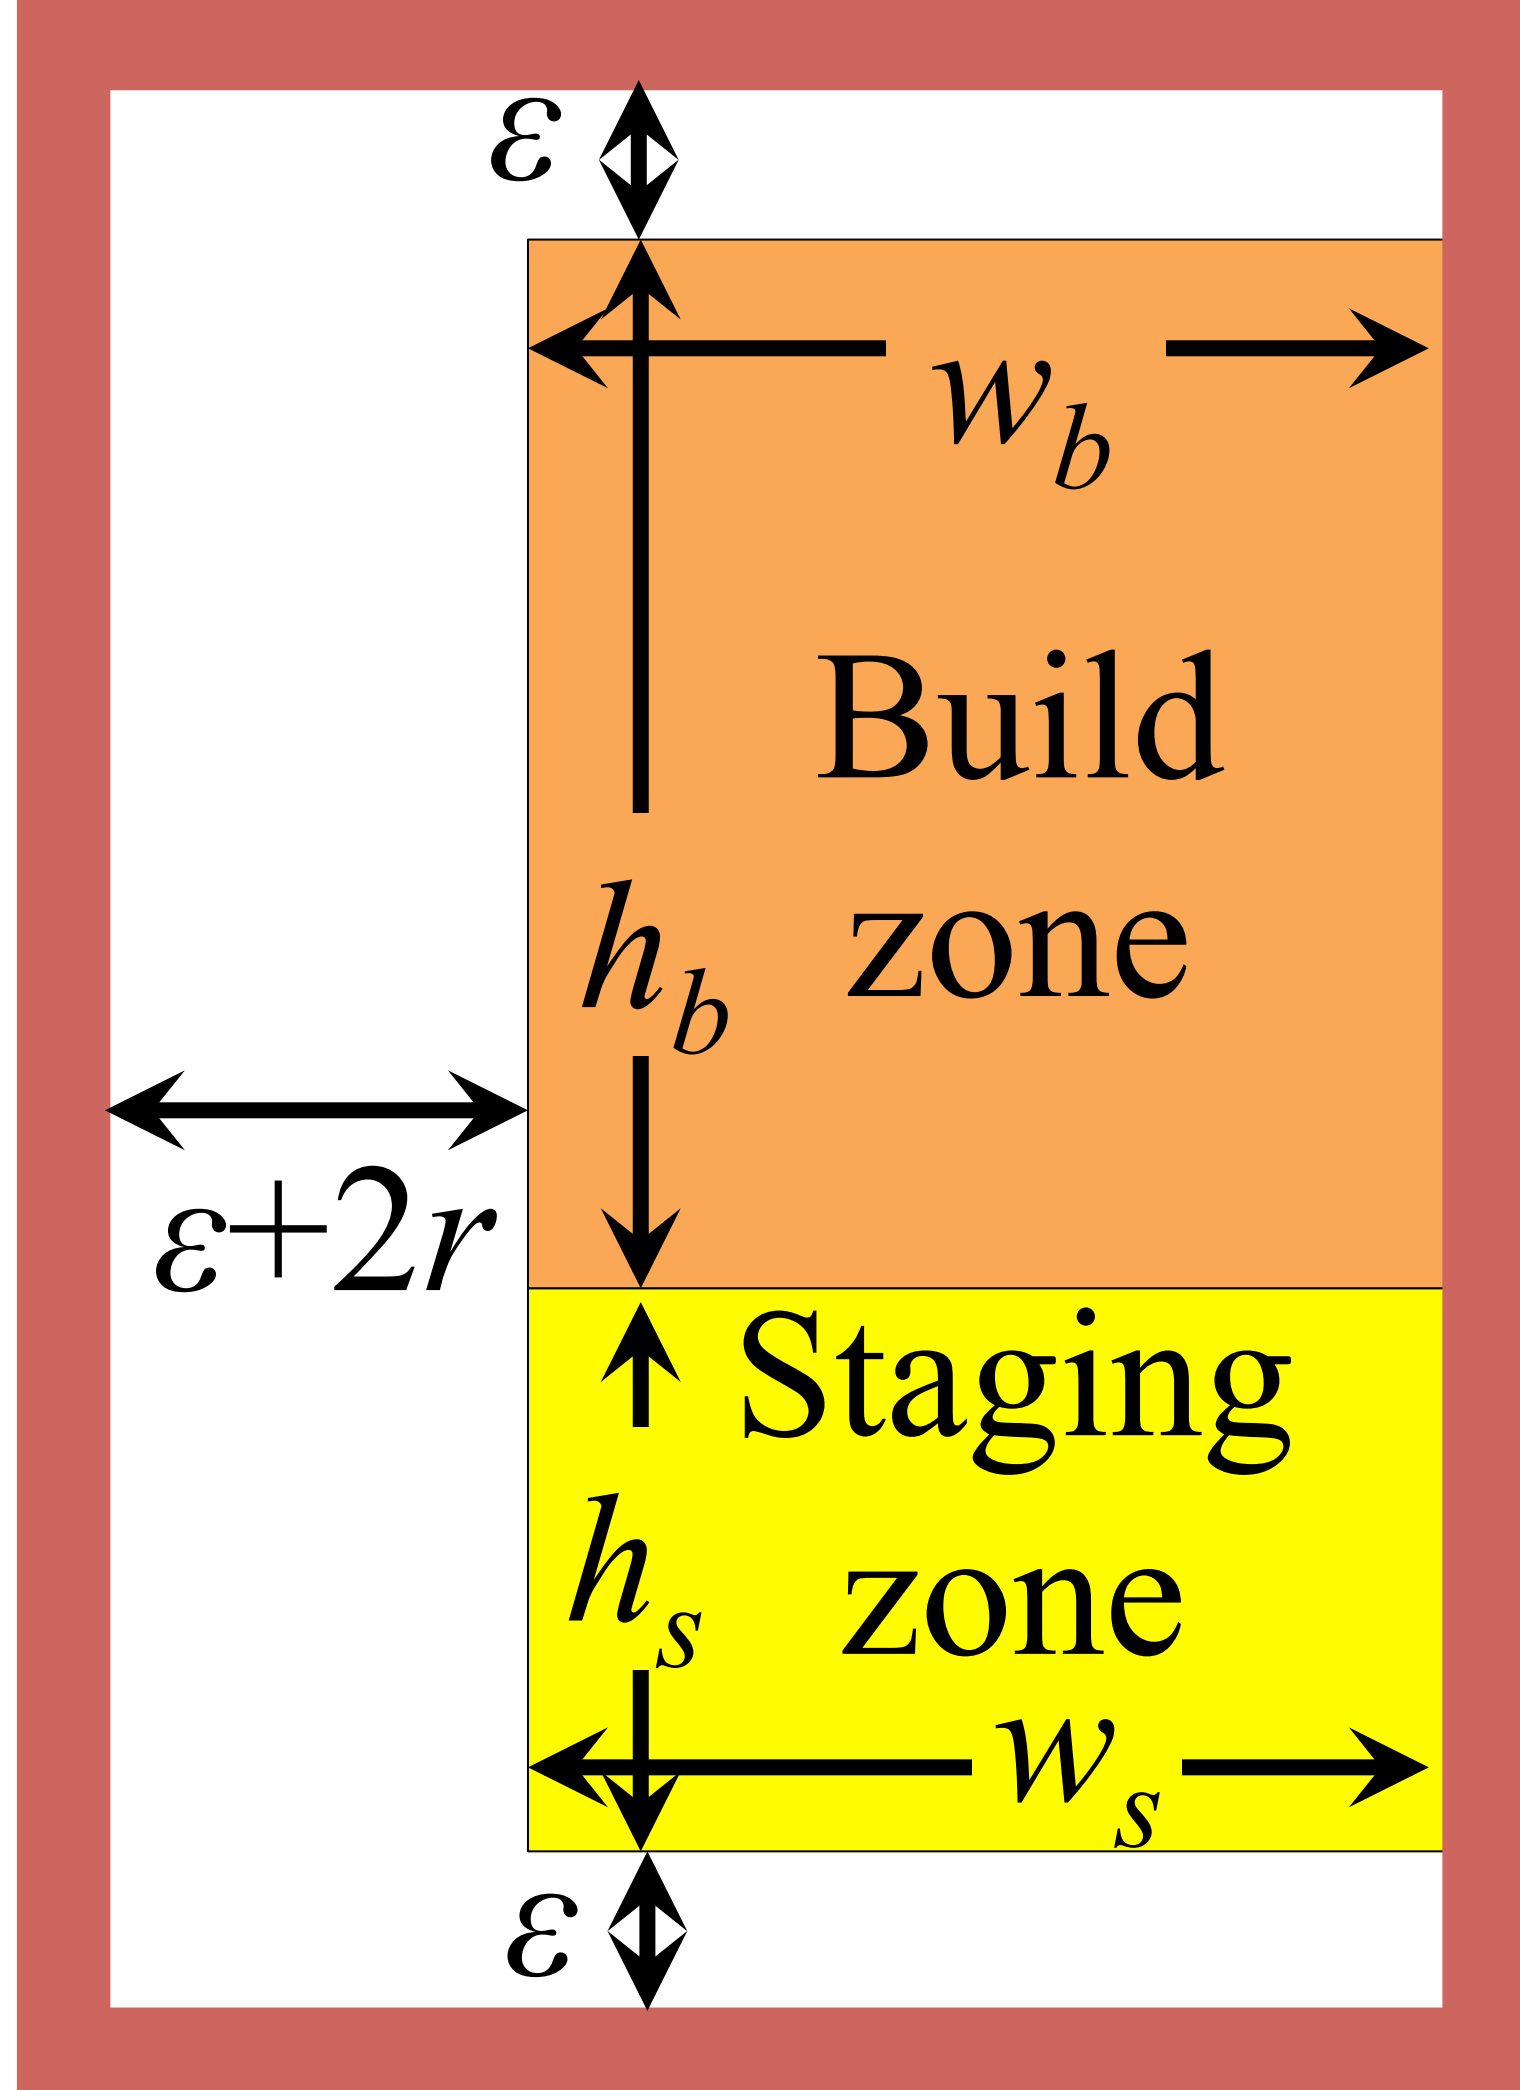 ε
w_b
Build
zone
h_b
ε+2r
Staging
zone
h_s
w_s
ε